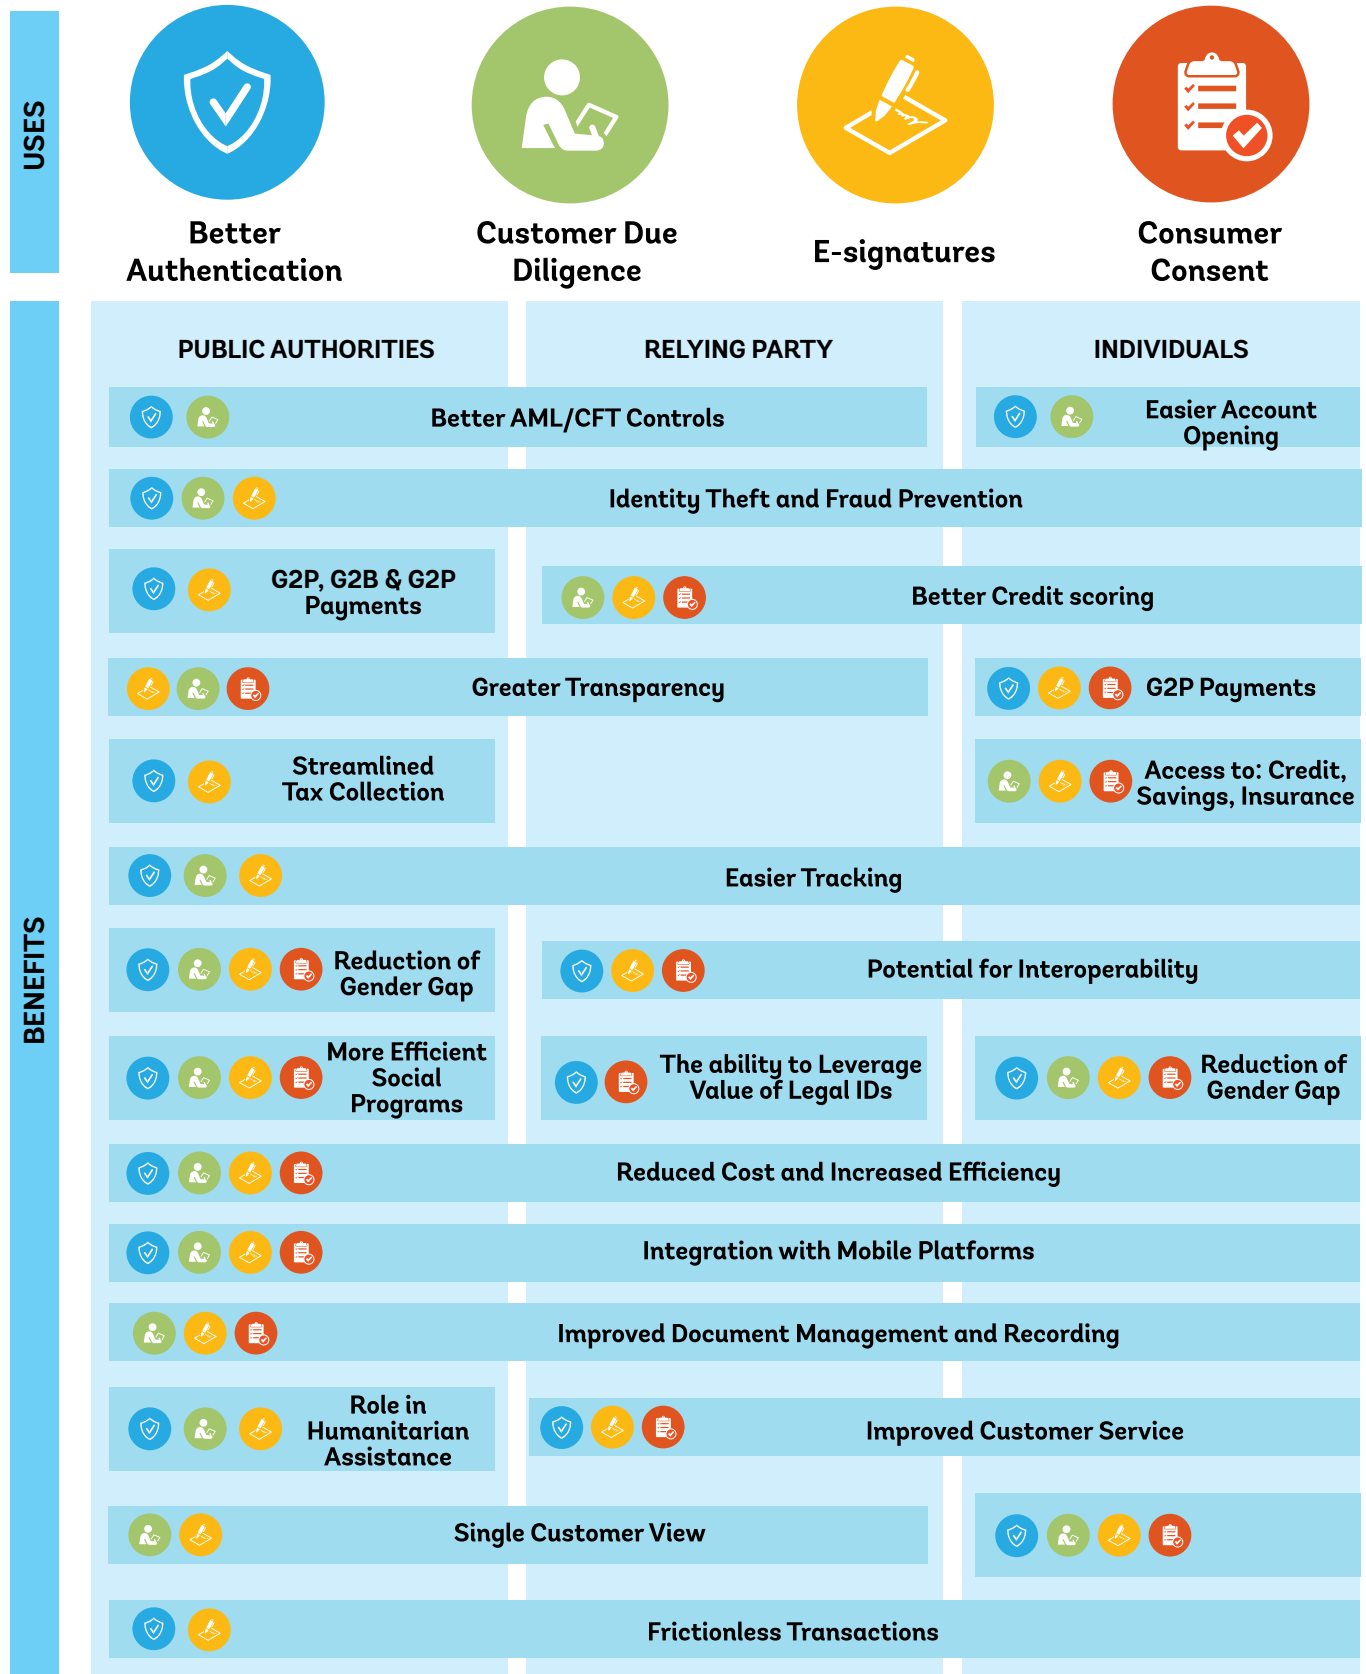 USES
Better
Authentication
Customer Due
Diligence
E-signatures
Consumer
Consent
BENEFITS
PUBLIC AUTHORITIES
RELYING PARTY
INDIVIDUALS
Better AML/CFT Controls
Easier Account
Opening
Identity Theft and Fraud Prevention
G2P, G2B & G2P
Payments
Better Credit scoring
Greater Transparency
G2P Payments
Streamlined
Tax Collection
Access to: Credit,
Savings, Insurance
Easier Tracking
Reduction of
Gender Gap
Potential for Interoperability
More Efficient
Social
Programs
The ability to Leverage
Value of Legal IDs
Reduction of
Gender Gap
Reduced Cost and Increased Efficiency
Integration with Mobile Platforms
Improved Document Management and Recording
Role in
Humanitarian
Assistance
Improved Customer Service
Single Customer View
Frictionless Transactions